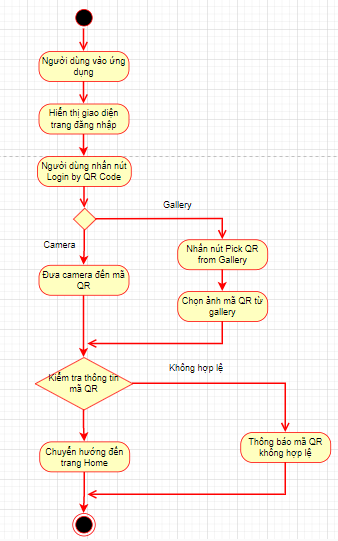 Người dùng vào ứng
dụng
Hiển thị giao diện
trang đăng nhập
Người dùng nhấn nút
Login by QR Code
Gallery
Camera
Nhấn nút Pick QR
from Gallery
Đưa camera đến mã
QR
Chọn ảnh mã QR từ
gallery
Kiểm tra thông tin
mã QR
Không hợp lệ
Chuyển hướng đến
trang Home
Thông báo mã QR
không hợp lệ